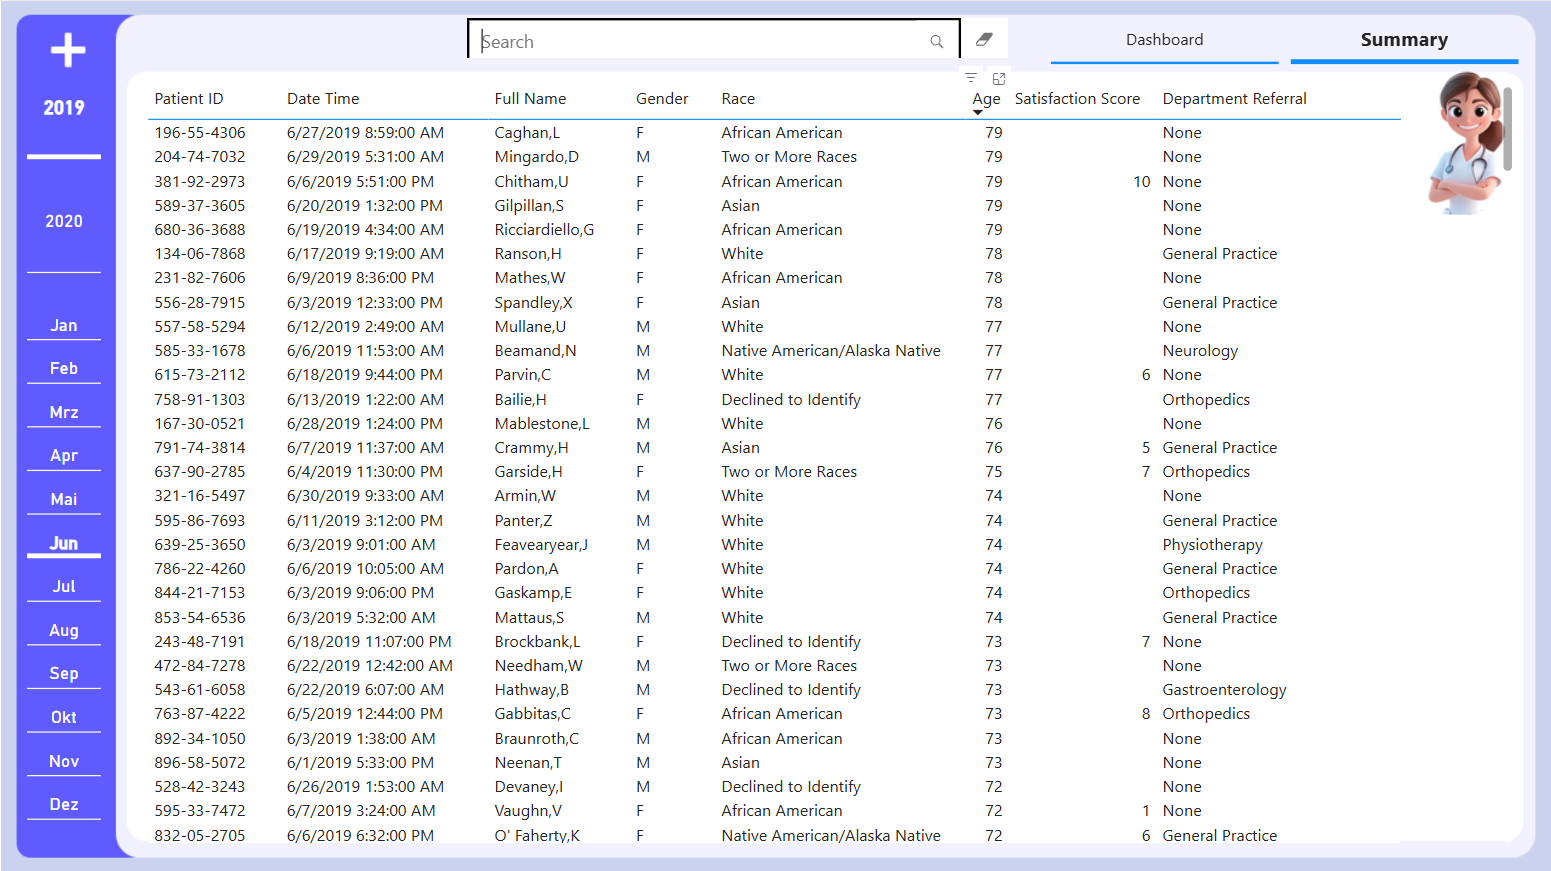 Search
Dashboard
Summary
2019
2020
Jan
Feb
Mrz
Apr
Mai
Jun
Jul
Aug
Sep
Okt
Nov
Dez
Patient ID Date Time Full Name Gender Race Age Satisfaction Score Department Referral
196-55-4306 6/27/2019 8:59:00 AM Caghan,L F African American 79 None
204-74-7032 6/29/2019 5:31:00 AM Mingardo,D M Two or More Races 79 None
381-92-2973 6/6/2019 5:51:00 PM Chitham,U F African American 79 10 None
589-37-3605 6/20/2019 1:32:00 PM Gilpillan,S F Asian 79 None
680-36-3688 6/19/2019 4:34:00 AM Ricciardiello,G F African American 79 None
134-06-7868 6/17/2019 9:19:00 AM Ranson,H F White 78 General Practice
231-82-7606 6/9/2019 8:36:00 PM Mathes,W F African American 78 None
556-28-7915 6/3/2019 12:33:00 PM Spandley,X F Asian 78 General Practice
557-58-5294 6/12/2019 2:49:00 AM Mullane,U M White 77 None
585-33-1678 6/6/2019 11:53:00 AM Beamand,N M Native American/Alaska Native 77 Neurology
615-73-2112 6/18/2019 9:44:00 PM Parvin,C M White 77 6 None
758-91-1303 6/13/2019 1:22:00 AM Bailie,H F Declined to Identify 77 Orthopedics
167-30-0521 6/28/2019 1:24:00 PM Mablestone,L M White 76 None
791-74-3814 6/7/2019 11:37:00 AM Crammy,H M Asian 76 5 General Practice
637-90-2785 6/4/2019 11:30:00 PM Garside,H F Two or More Races 75 7 Orthopedics
321-16-5497 6/30/2019 9:33:00 AM Armin,W M White 74 None
595-86-7693 6/11/2019 3:12:00 PM Panter,Z M White 74 General Practice
639-25-3650 6/3/2019 9:01:00 AM Feavearyear,J M White 74 Physiotherapy
786-22-4260 6/6/2019 10:05:00 AM Pardon,A F White 74 General Practice
844-21-7153 6/3/2019 9:06:00 PM Gaskamp,E F White 74 Orthopedics
853-54-6536 6/3/2019 5:32:00 AM Mattaus,S M White 74 General Practice
243-48-7191 6/18/2019 11:07:00 PM Brockbank,L F Declined to Identify 73 7 None
472-84-7278 6/22/2019 12:42:00 AM Needham,W M Two or More Races 73 None
543-61-6058 6/22/2019 6:07:00 AM Hathway,B M Declined to Identify 73 Gastroenterology
763-87-4222 6/5/2019 12:44:00 PM Gabbitas,C F African American 73 8 Orthopedics
892-34-1050 6/3/2019 1:38:00 AM Braunroth,C M African American 73 None
896-58-5072 6/1/2019 5:33:00 PM Neenan,T M Asian 73 None
528-42-3243 6/26/2019 1:53:00 AM Devaney,I M Declined to Identify 72 None
595-33-7472 6/7/2019 3:24:00 AM Vaughn,V F African American 72 1 None
832-05-2705 6/6/2019 6:32:00 PM O' Faherty,K F Native American/Alaska Native 72 6 General Practice